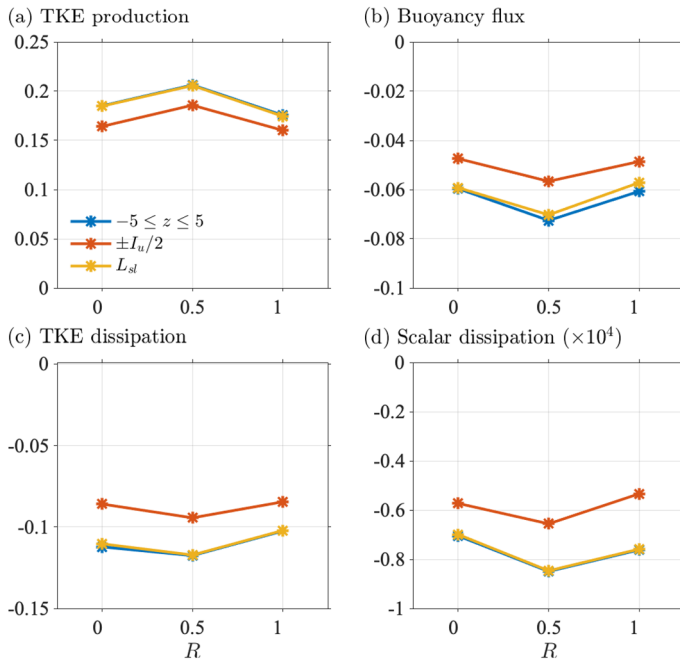 (a) TKE production
0.25
0.2
0.15
0.1
0.05
0
−5 ≤ z ≤ 5
±I_u/2
L_{sl}
0 0.5 1
(b) Buoyancy flux
0
-0.02
-0.04
-0.06
-0.08
-0.1
0 0.5 1
(c) TKE dissipation
0
-0.05
-0.1
-0.15
0 0.5 1
R
(d) Scalar dissipation (×10⁴)
0
-0.2
-0.4
-0.6
-0.8
-1
0 0.5 1
R